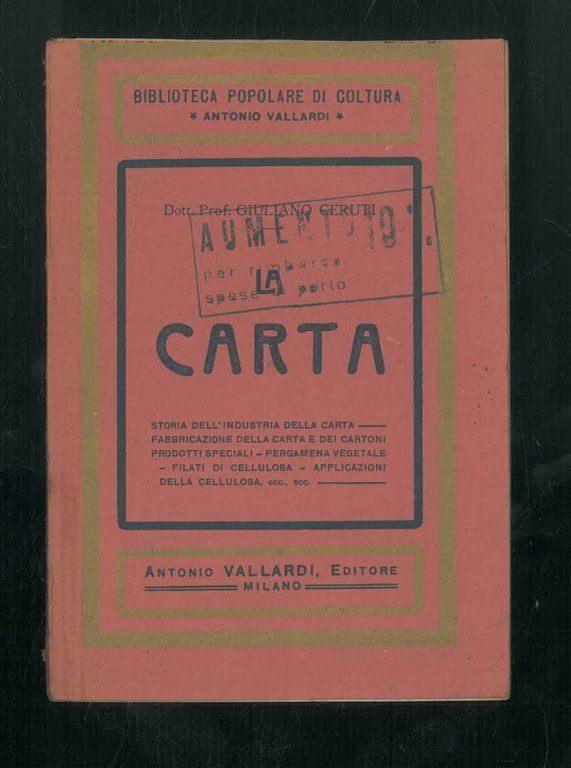 BIBLIOTECA POPOLARE DI COLTURA
* ANTONIO VALLARDI *
Dott. Prof. GIULIANO CERUTI
AUMENTO 10 %
per rimborso
spese di porto
LA
CARTA
STORIA DELL'INDUSTRIA DELLA CARTA —
FABBRICAZIONE DELLA CARTA E DEI CARTONI
PRODOTTI SPECIALI – PERGAMENA VEGETALE
– FILATI DI CELLULOSA – APPLICAZIONI
DELLA CELLULOSA, ecc., ecc. —
ANTONIO VALLARDI, EDITORE
MILANO